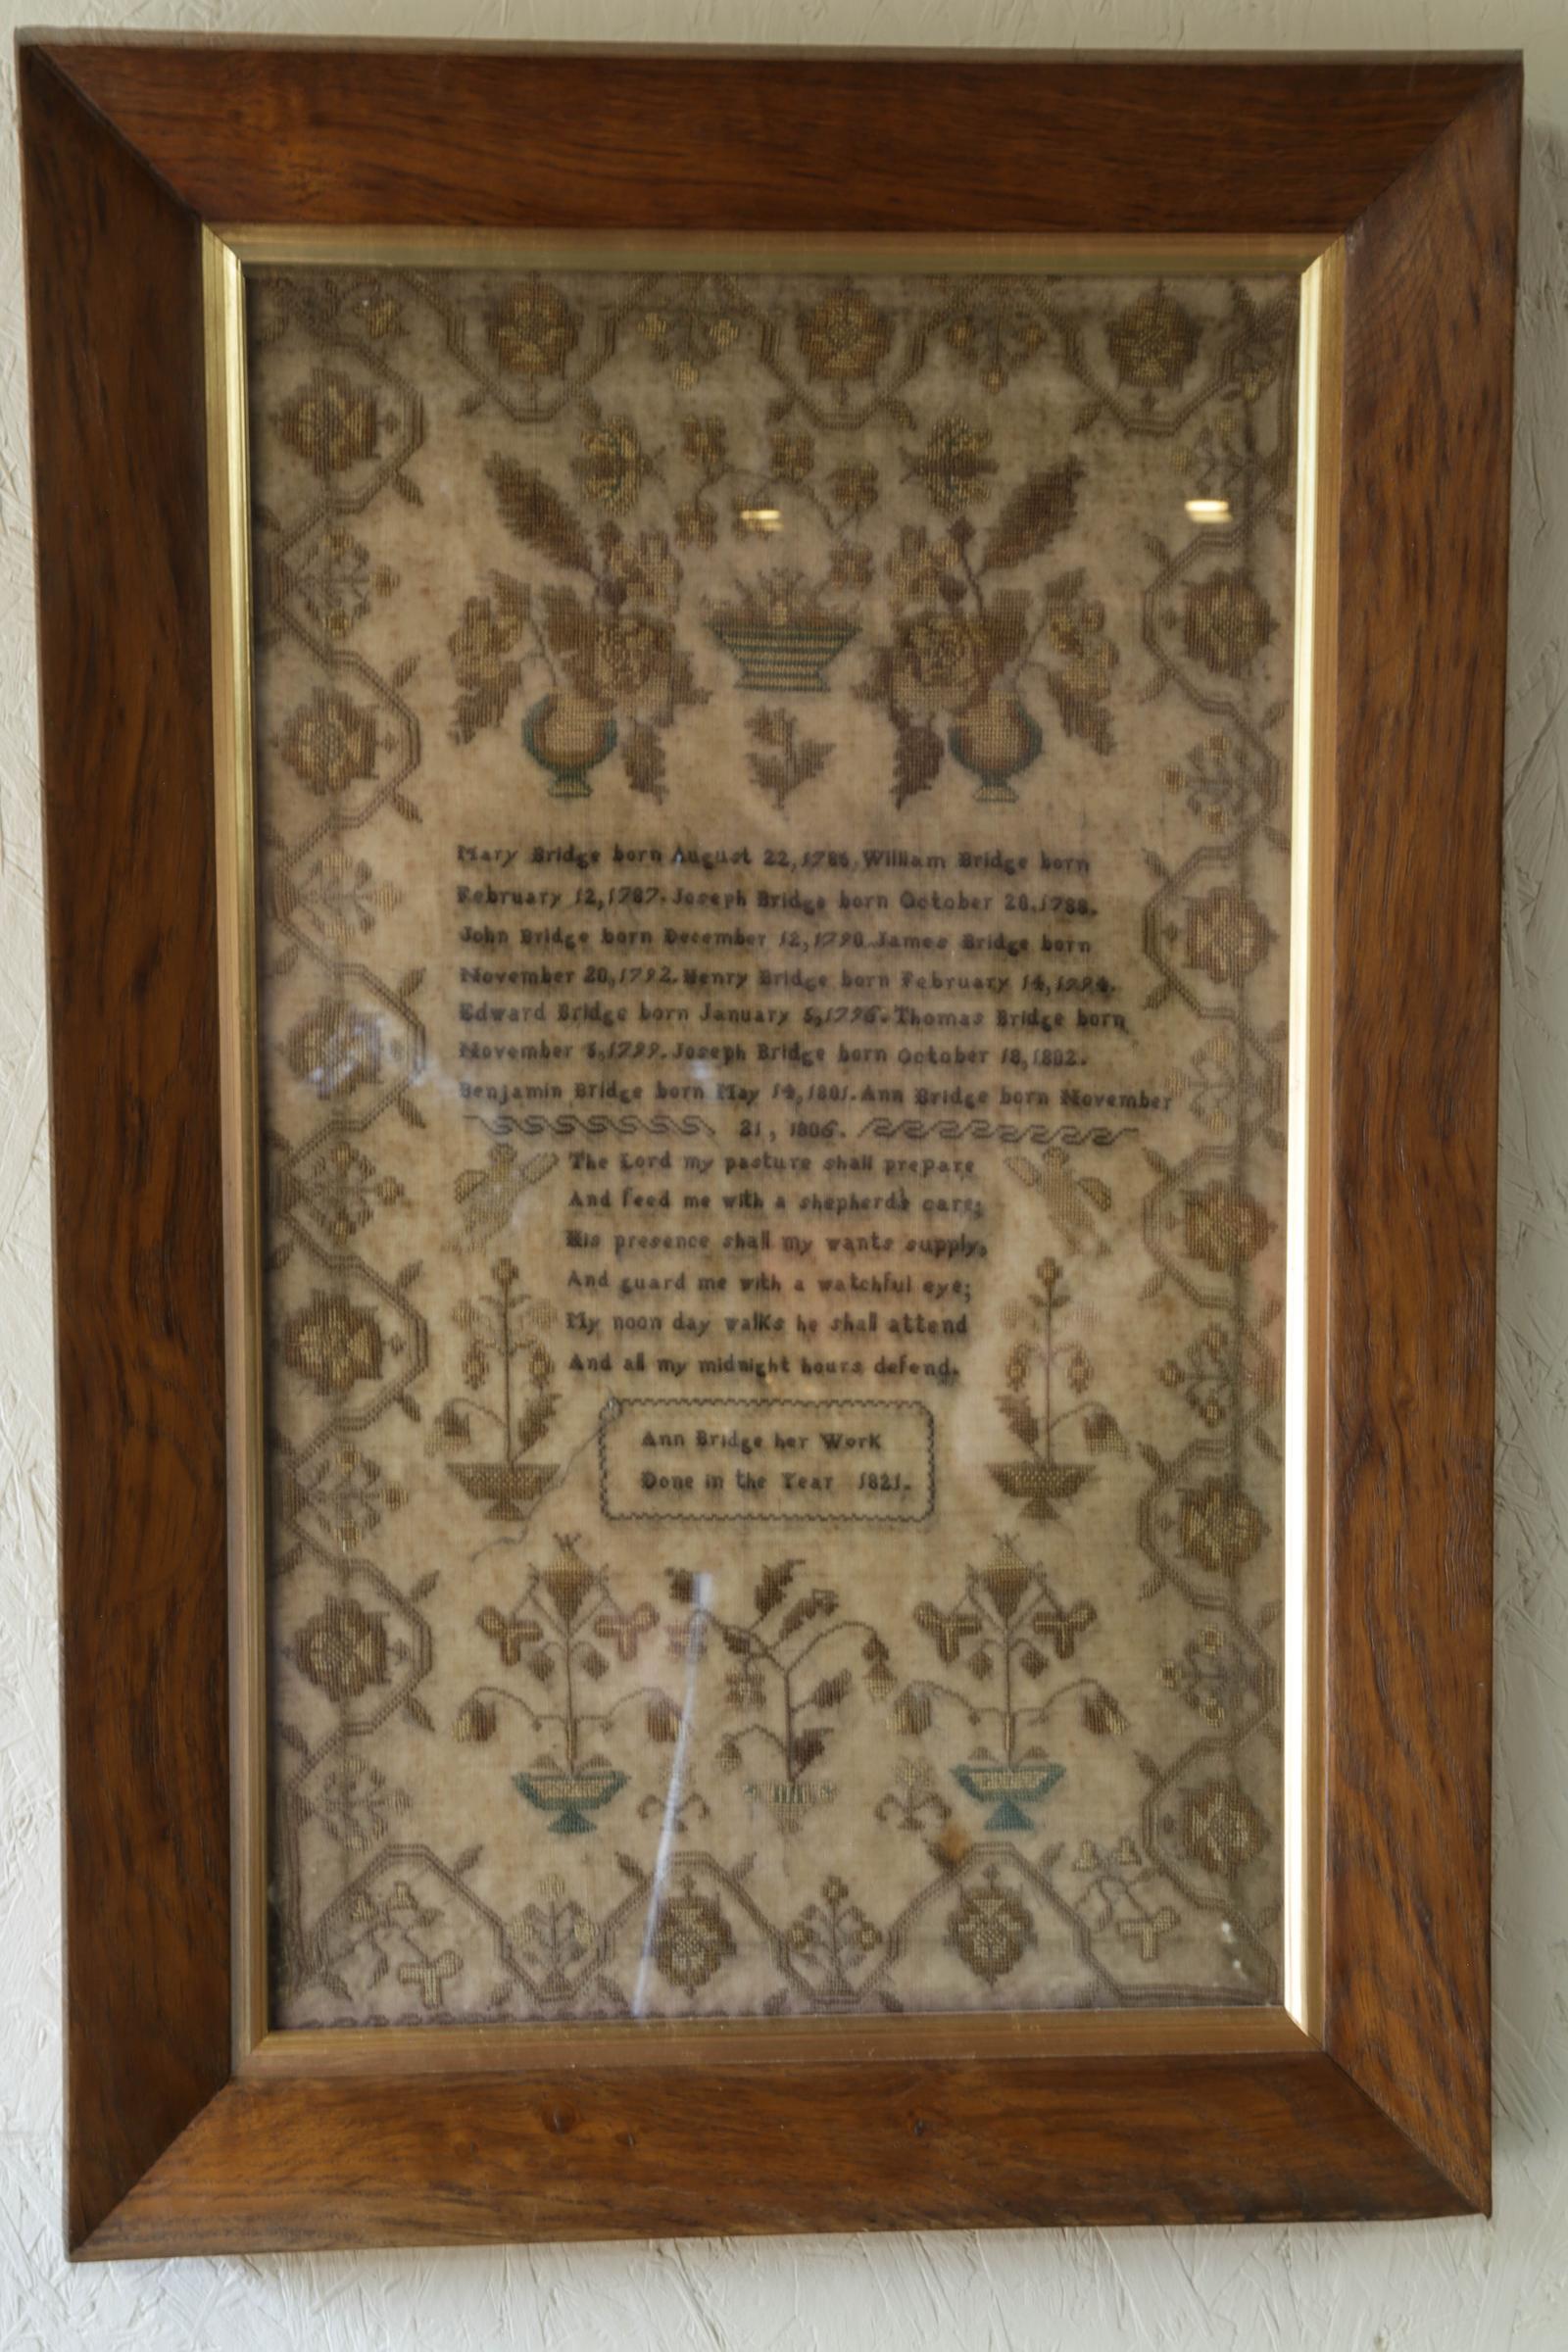 Mary Bridge born August 22, 1786. William Bridge born
February 12, 1787. Joseph Bridge born October 20. 1788.
John Bridge born December 12, 1790. James Bridge born
November 20, 1792. Henry Bridge born February 14, 1794.
Edward Bridge born January 5, 1796. Thomas Bridge born
November 5, 1799. Joseph Bridge born October 18, 1802.
Benjamin Bridge born May 14, 1801. Ann Bridge born November
21, 1806.
The Lord my pasture shall prepare
And feed me with a shepherd's care;
His presence shall my wants supply,
And guard me with a watchful eye;
My noon day walks he shall attend
And all my midnight hours defend.
Ann Bridge her Work
Done in the Year 1821.